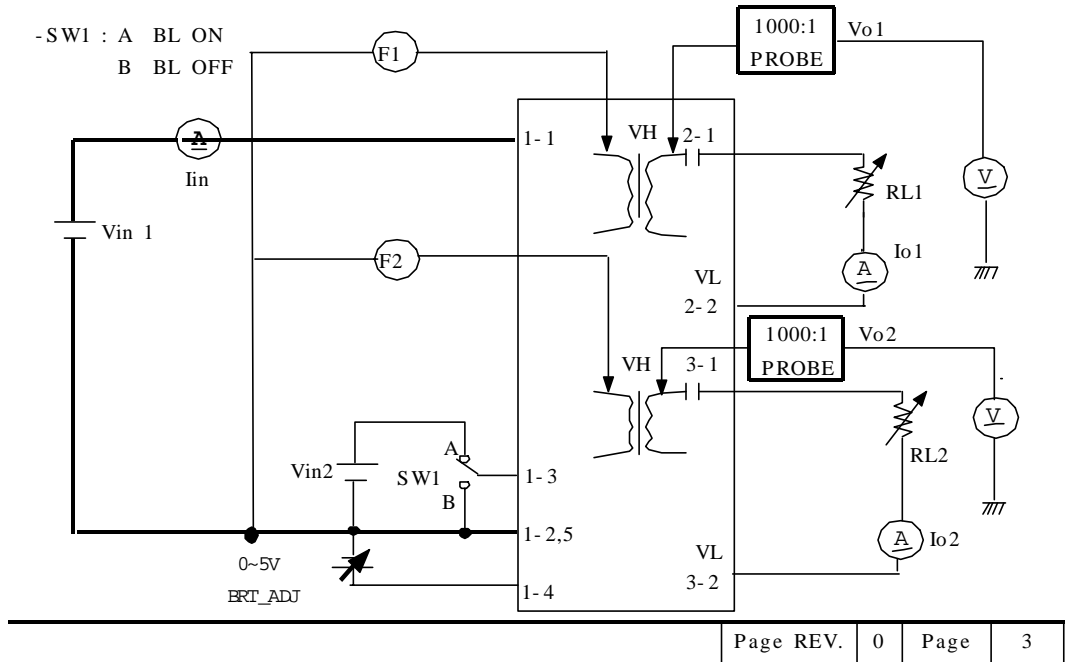 -SW1 : A BL ON
B BL OFF
F1
1000:1
PROBE
Vo1
A
Iin
1-1
VH
2-1
V
RL1
Vin 1
F2
Io1
A
VL
2-2
1000:1
PROBE
Vo2
VH
3-1
V
RL2
A
Vin2
SW1
B
1-3
1-2,5
A
Io2
0~5V
VL
3-2
BRT_ADJ
1-4
Page REV.
0
Page
3